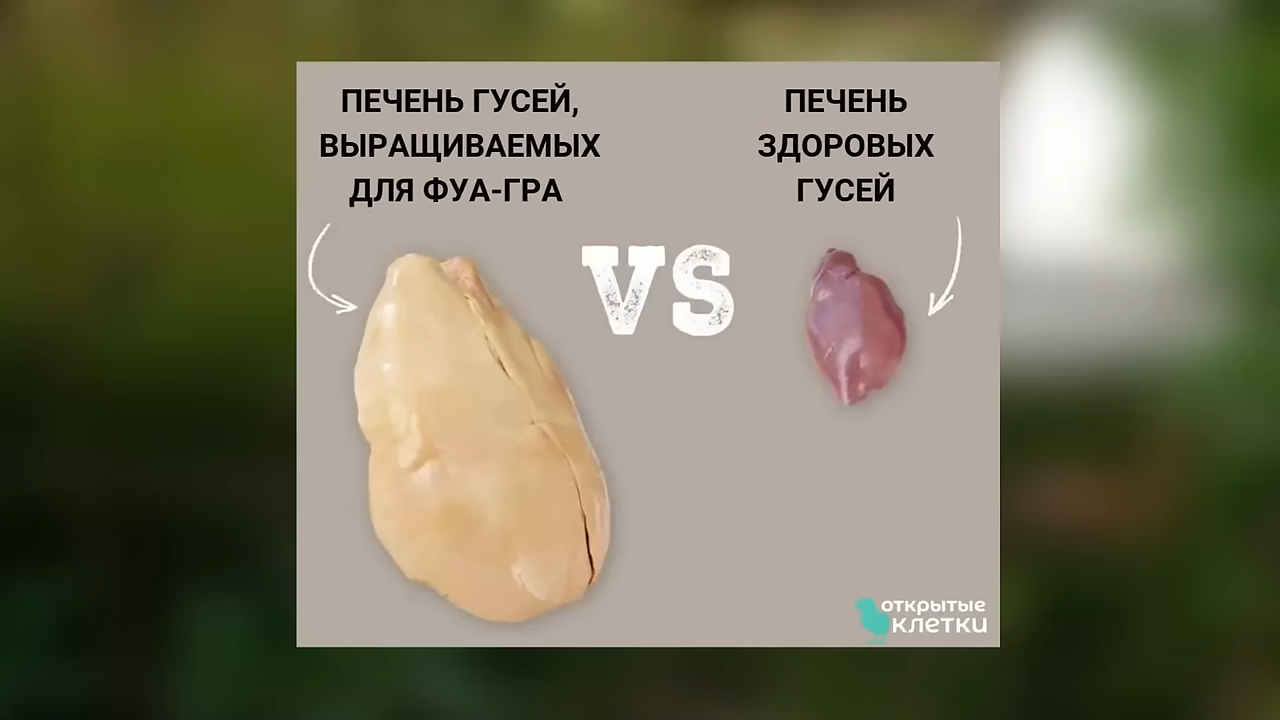 ПЕЧЕНЬ ГУСЕЙ,
ВЫРАЩИВАЕМЫХ
ДЛЯ ФУА-ГРА
ПЕЧЕНЬ
ЗДОРОВЫХ
ГУСЕЙ
VS
ОТКРЫТЫЕ
КЛЕТКИ